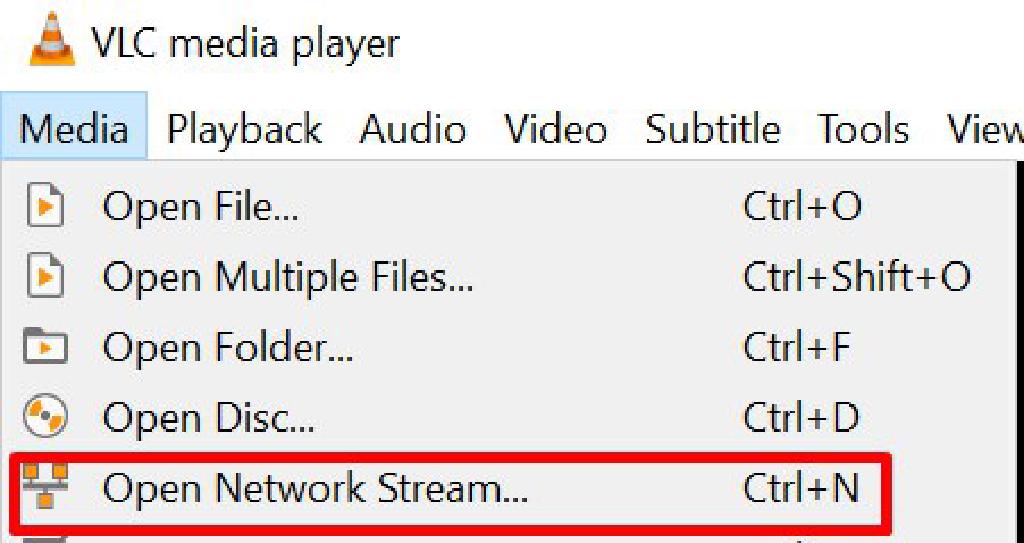 VLC media player
Media Playback Audio Video Subtitle Tools View
Open File... Ctrl+O
Open Multiple Files... Ctrl+Shift+O
Open Folder... Ctrl+F
Open Disc... Ctrl+D
Open Network Stream... Ctrl+N